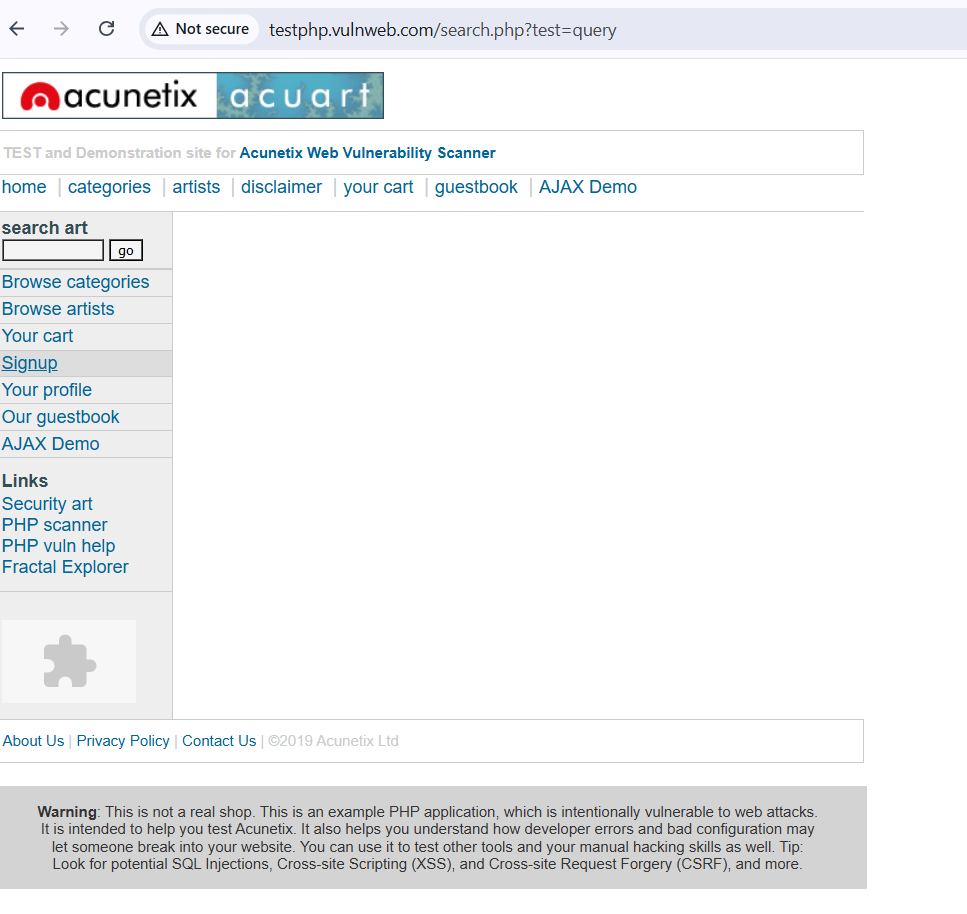 Not secure testphp.vulnweb.com/search.php?test=query
acunetix acuart
TEST and Demonstration site for Acunetix Web Vulnerability Scanner
home | categories | artists | disclaimer | your cart | guestbook | AJAX Demo
search art
go
Browse categories
Browse artists
Your cart
Signup
Your profile
Our guestbook
AJAX Demo
Links
Security art
PHP scanner
PHP vuln help
Fractal Explorer
About Us | Privacy Policy | Contact Us | ©2019 Acunetix Ltd
Warning: This is not a real shop. This is an example PHP application, which is intentionally vulnerable to web attacks.
It is intended to help you test Acunetix. It also helps you understand how developer errors and bad configuration may
let someone break into your website. You can use it to test other tools and your manual hacking skills as well. Tip:
Look for potential SQL Injections, Cross-site Scripting (XSS), and Cross-site Request Forgery (CSRF), and more.